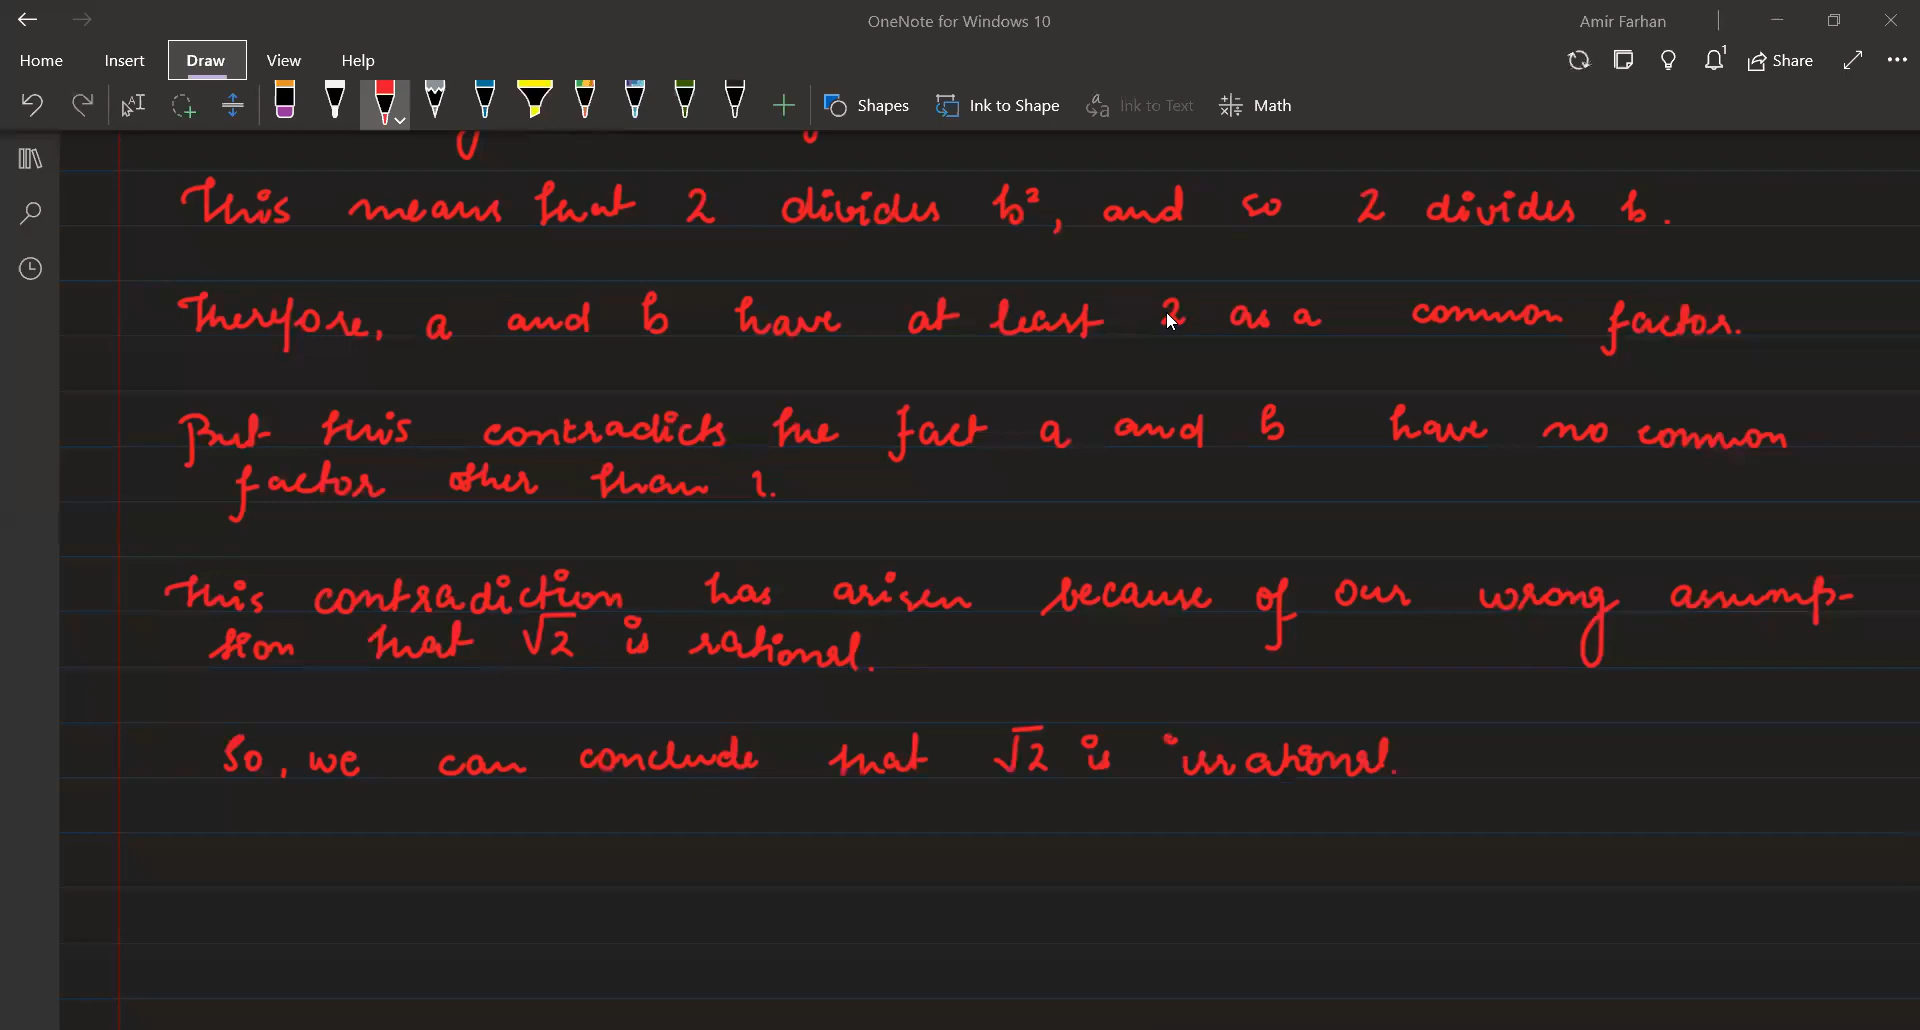 OneNote for Windows 10
Amir Farhan
Home Insert Draw View Help
1 Share
Shapes Ink to Shape Ink to Text Math
This means that 2 divides b², and so 2 divides b.
Therefore, a and b have at least 2 as a common factor.
But this contradicts the fact a and b have no common
factor other than 1.
This contradiction has arisen because of our wrong assump-
tion that √2 is rational.
So, we can conclude that √2 is irrational.